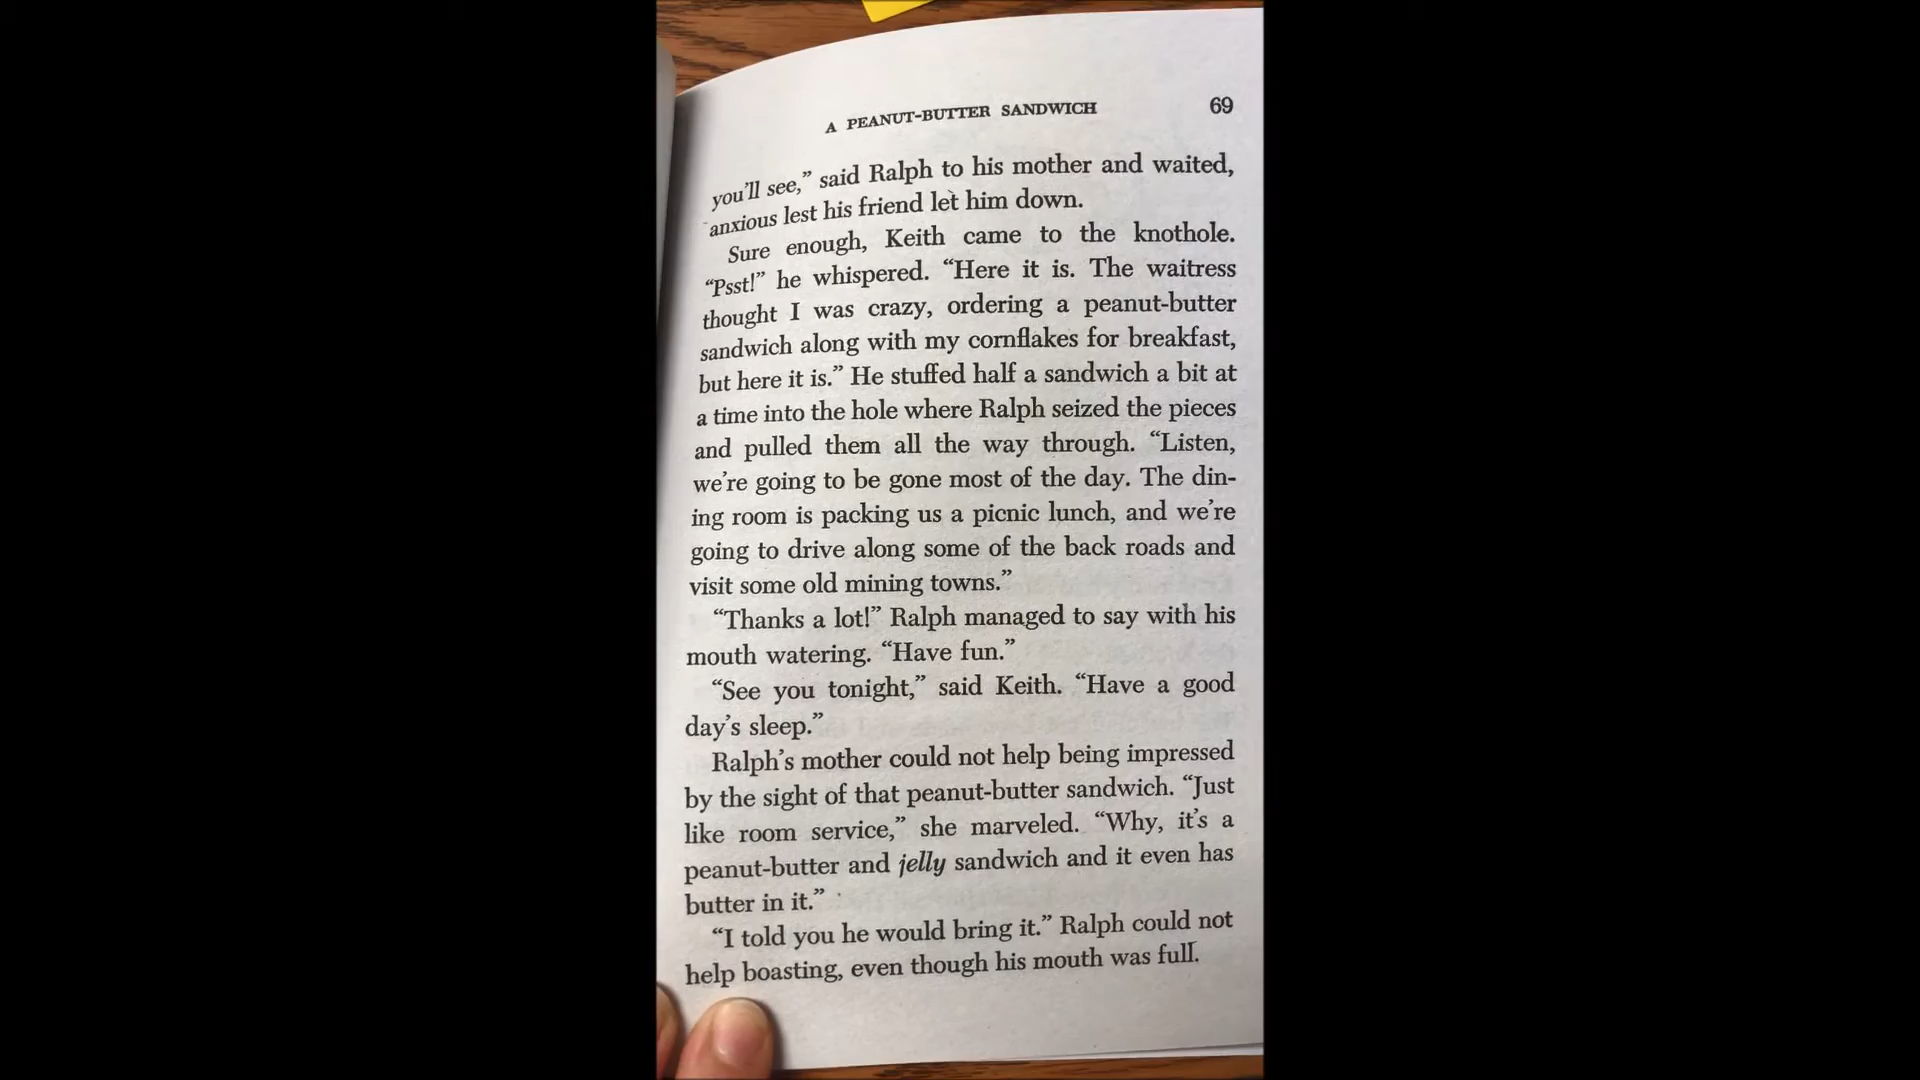 A PEANUT-BUTTER SANDWICH 69
you'll see,” said Ralph to his mother and waited,
anxious lest his friend let him down.
Sure enough, Keith came to the knothole.
“Psst!” he whispered. “Here it is. The waitress
thought I was crazy, ordering a peanut-butter
sandwich along with my cornflakes for breakfast,
but here it is.” He stuffed half a sandwich a bit at
a time into the hole where Ralph seized the pieces
and pulled them all the way through. “Listen,
we're going to be gone most of the day. The din-
ing room is packing us a picnic lunch, and we're
going to drive along some of the back roads and
visit some old mining towns.”
“Thanks a lot!” Ralph managed to say with his
mouth watering. “Have fun.”
“See you tonight,” said Keith. “Have a good
day's sleep.”
Ralph's mother could not help being impressed
by the sight of that peanut-butter sandwich. “Just
like room service,” she marveled. “Why, it's a
peanut-butter and jelly sandwich and it even has
butter in it.”
“I told you he would bring it.” Ralph could not
help boasting, even though his mouth was full.